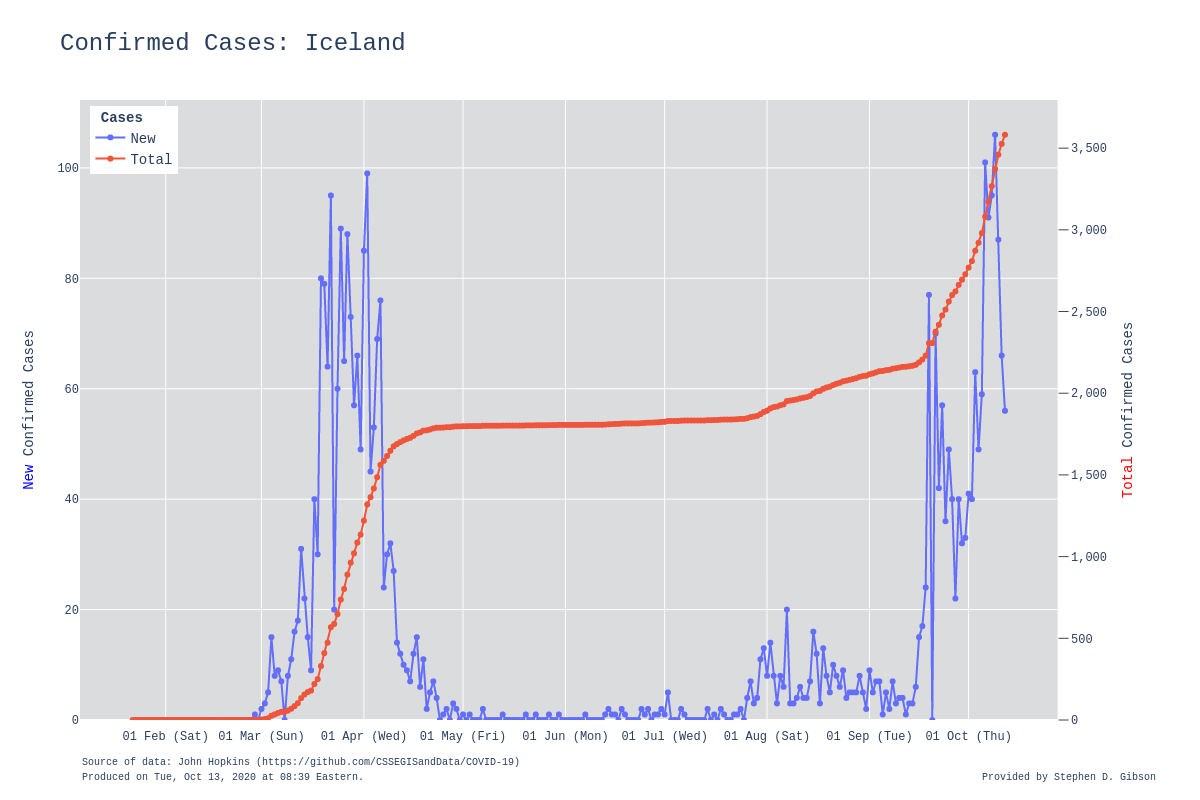 Confirmed Cases: Iceland
Cases
New
Total
100
80
60
40
20
0
3,500
3,000
2,500
2,000
1,500
1,000
500
0
New Confirmed Cases
Total Confirmed Cases
01 Feb (Sat) 01 Mar (Sun) 01 Apr (Wed) 01 May (Fri) 01 Jun (Mon) 01 Jul (Wed) 01 Aug (Sat) 01 Sep (Tue) 01 Oct (Thu)
Source of data: John Hopkins (https://github.com/CSSEGISandData/COVID-19)
Produced on Tue, Oct 13, 2020 at 08:39 Eastern.
Provided by Stephen D. Gibson